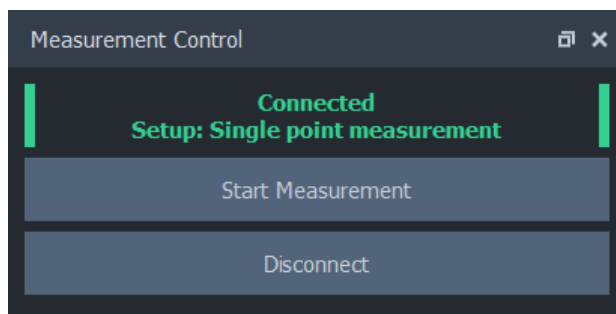 Measurement Control
Connected
Setup: Single point measurement
Start Measurement
Disconnect